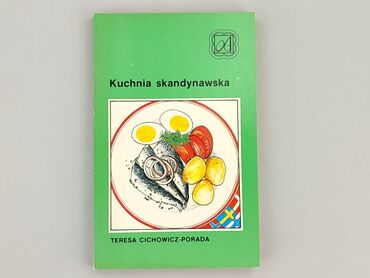 Kuchnia skandynawska
TERESA CICHOWICZ-PORADA